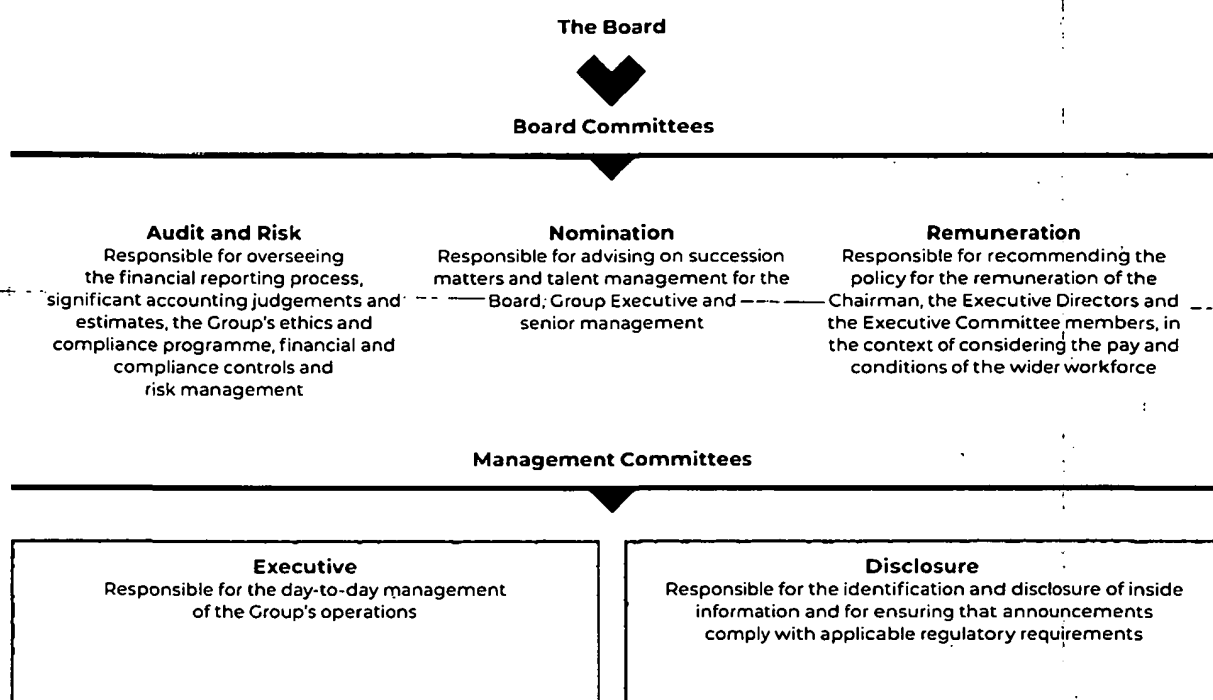 The Board
Board Committees
Audit and Risk
Responsible for overseeing
the financial reporting process,
significant accounting judgements and
estimates, the Group's ethics and
compliance programme, financial and
compliance controls and
risk management
Nomination
Responsible for advising on succession
matters and talent management for the
Board, Group Executive and
senior management
Remuneration
Responsible for recommending the
policy for the remuneration of the
Chairman, the Executive Directors and
the Executive Committee members, in
the context of considering the pay and
conditions of the wider workforce
Management Committees
Executive
Responsible for the day-to-day management
of the Group's operations
Disclosure
Responsible for the identification and disclosure of inside
information and for ensuring that announcements
comply with applicable regulatory requirements